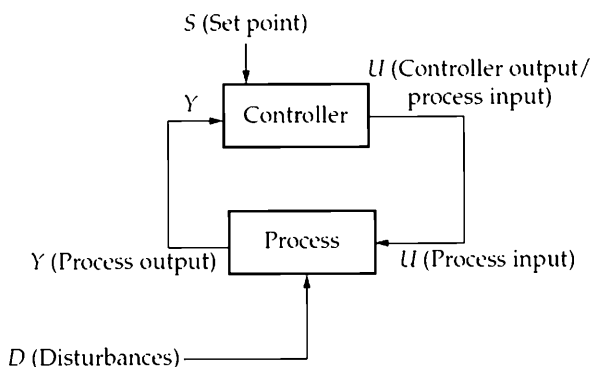 S (Set point)
U (Controller output/
process input)
Y
Controller
Process
Y (Process output)
U (Process input)
D (Disturbances)